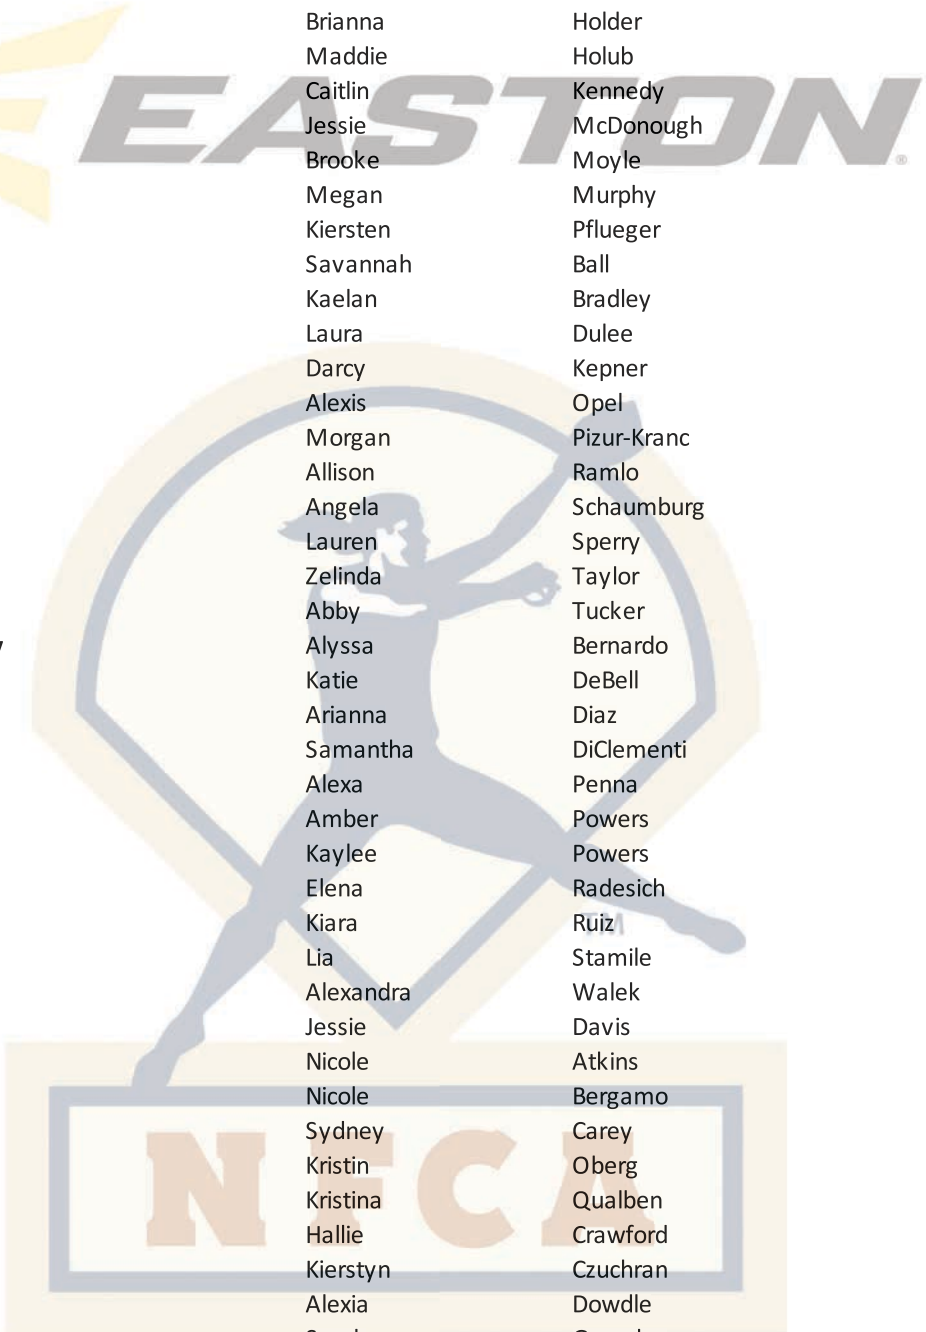 Brianna Holder
Maddie Holub
EASTON®
Caitlin Kennedy
Jessie McDonough
Brooke Moyle
Megan Murphy
Kiersten Pflueger
Savannah Ball
Kaelan Bradley
Laura Dulee
Darcy Kepner
Alexis Opel
Morgan Pizur-Kranc
Allison Ramlo
Angela Schaumburg
Lauren Sperry
Zelinda Taylor
Abby Tucker
Alyssa Bernardo
Katie DeBell
Arianna Diaz
Samantha DiClementi
Alexa Penna
Amber Powers
Kaylee Powers
Elena Radesich
Kiara Ruiz
TM
Lia Stamile
Alexandra Walek
Jessie Davis
Nicole Atkins
Nicole Bergamo
Sydney Carey
Kristin Oberg
Kristina Qualben
NFCA
Hallie Crawford
Kierstyn Czuchran
Alexia Dowdle